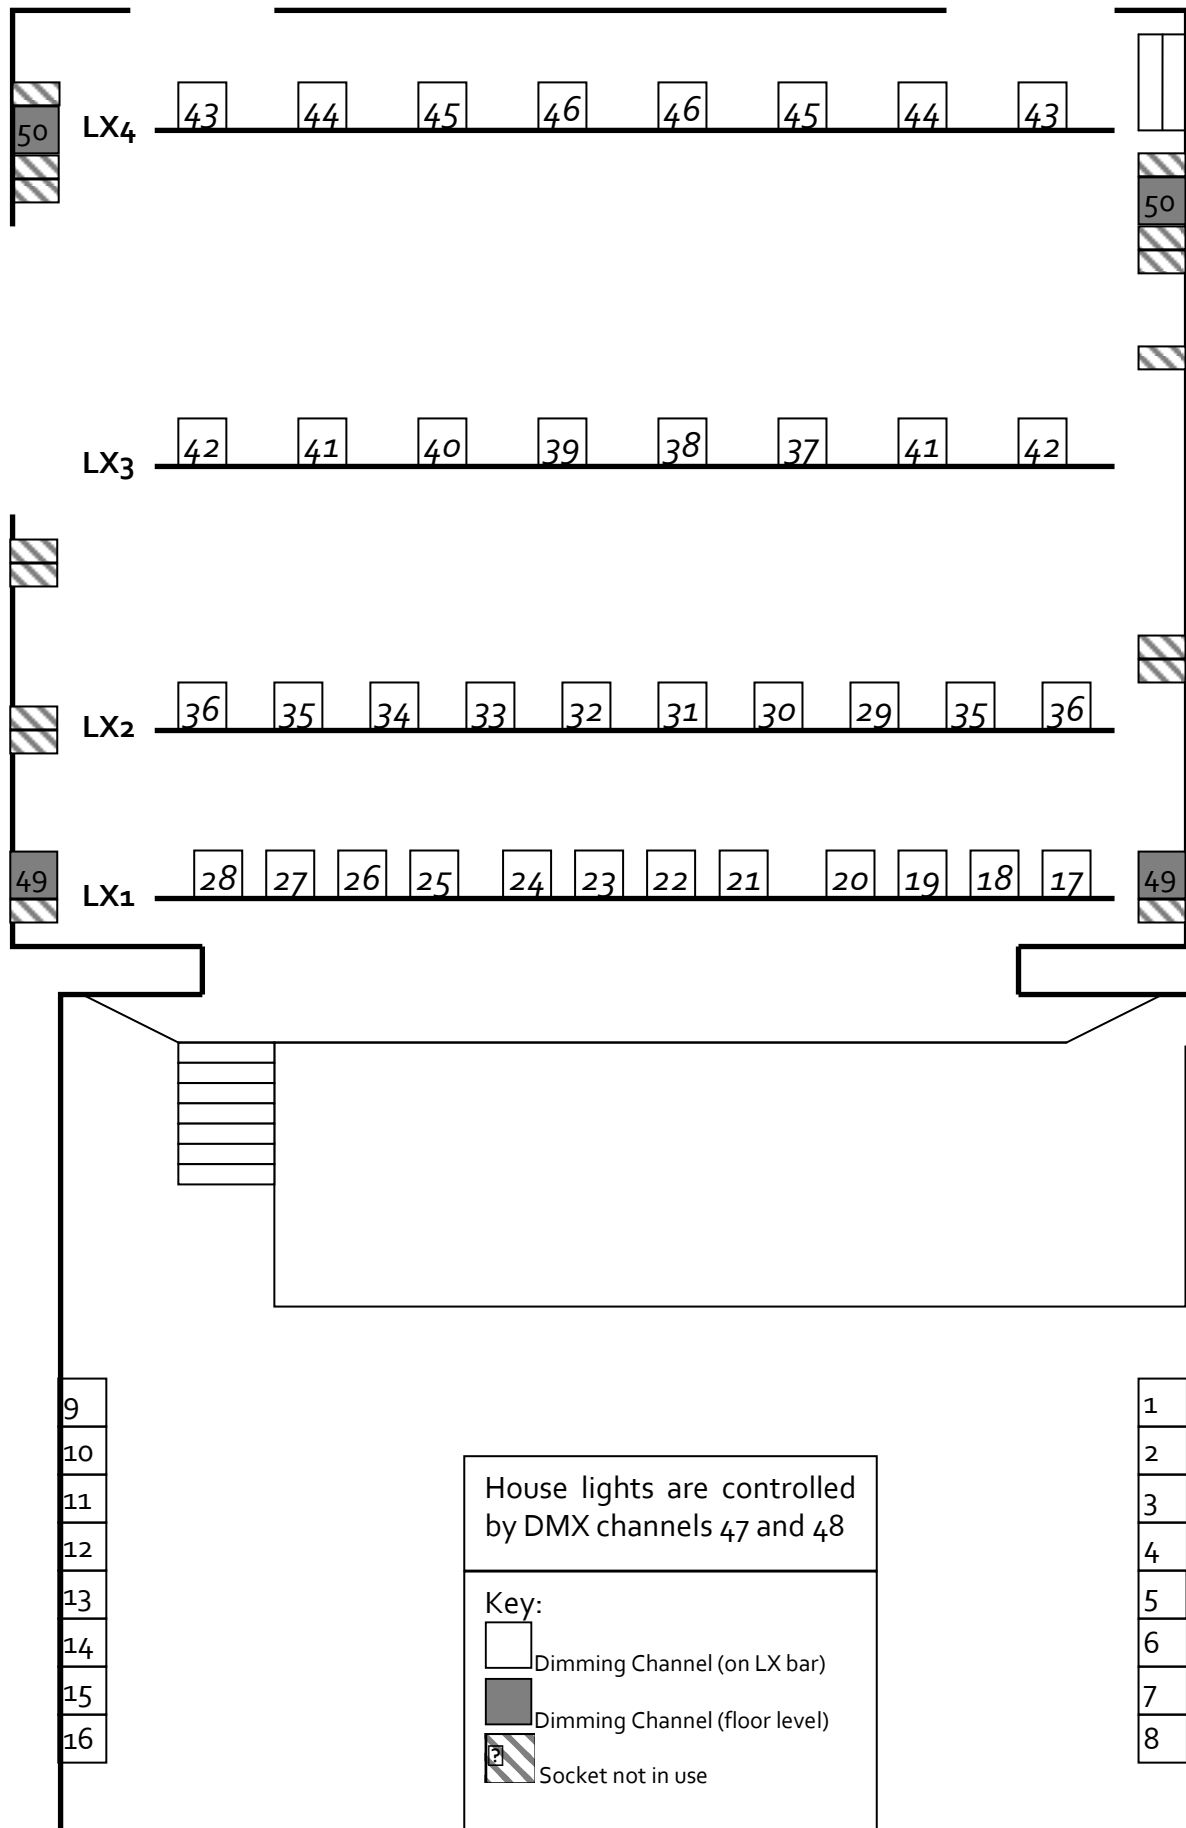 LX4 43 44 45 46 46 45 44 43
50
50
LX3 42 41 40 39 38 37 41 42
LX2 36 35 34 33 32 31 30 29 35 36
49 LX1 28 27 26 25 24 23 22 21 20 19 18 17 49
9 1
10 2
11 3
12 4
13 5
14 6
15 7
16 8
House lights are controlled
by DMX channels 47 and 48
Key:
Dimming Channel (on LX bar)
Dimming Channel (floor level)
? Socket not in use